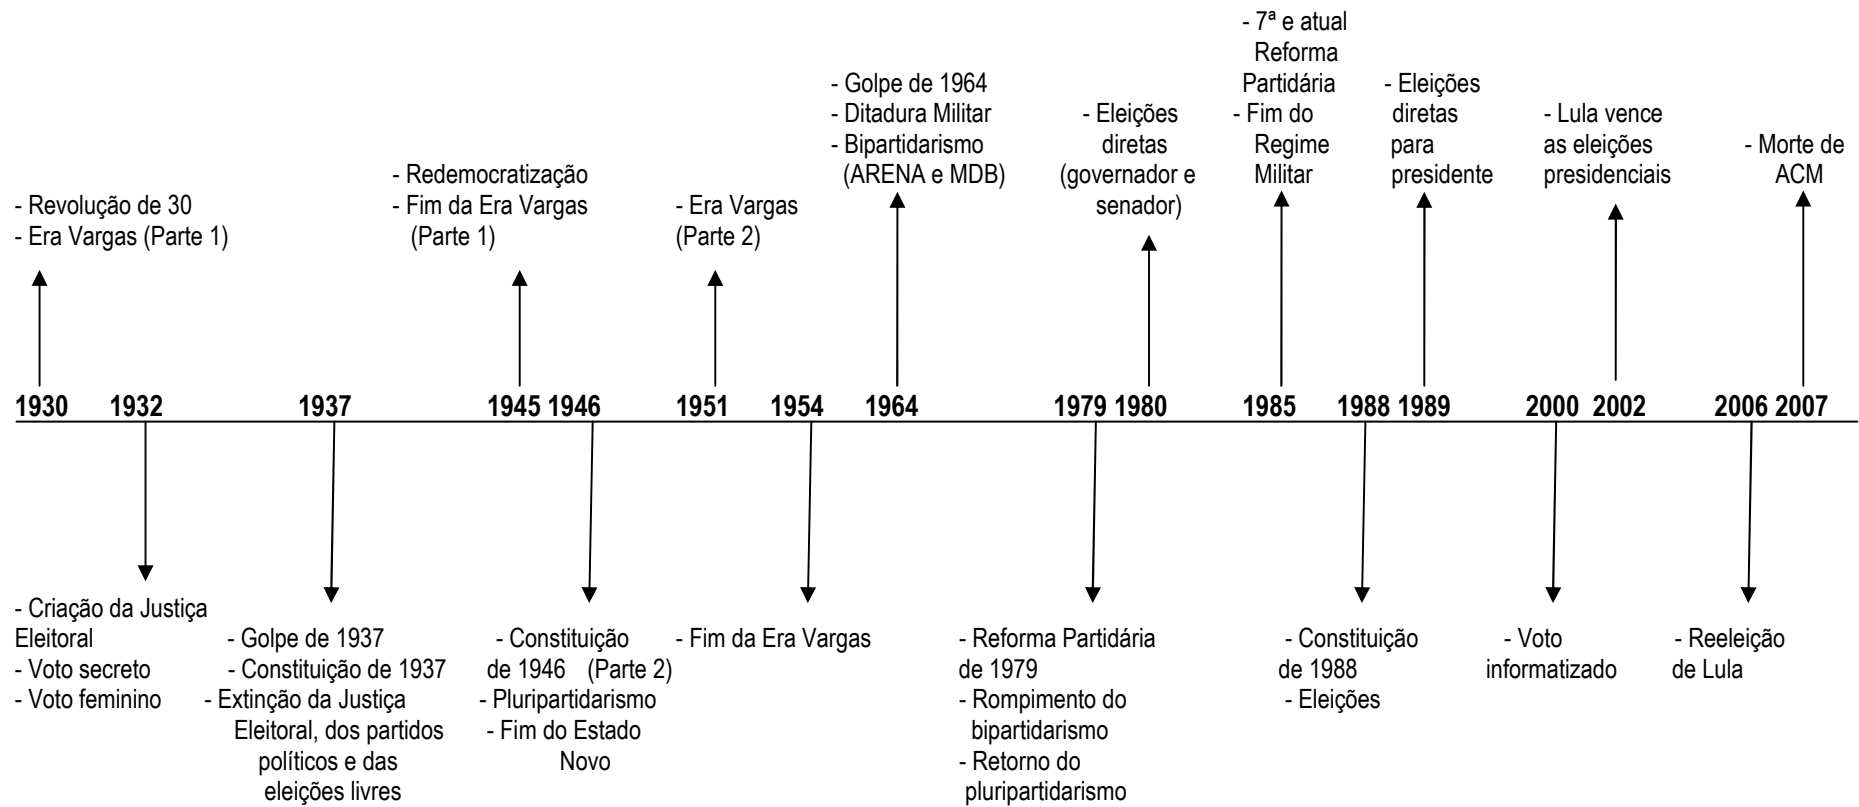 - 7ª e atual
Reforma
Partidária
- Fim do
Regime
Militar
- Golpe de 1964
- Ditadura Militar
- Bipartidarismo
(ARENA e MDB)
- Eleições
diretas
(governador e
senador)
- Eleições
diretas
para
presidente
- Lula vence
as eleições
presidenciais
- Morte de
ACM
- Redemocratização
- Fim da Era Vargas
(Parte 1)
- Era Vargas
(Parte 2)
- Revolução de 30
- Era Vargas (Parte 1)
1930 1932 1937 1945 1946 1951 1954 1964 1979 1980 1985 1988 1989 2000 2002 2006 2007
- Criação da Justiça
Eleitoral
- Voto secreto
- Voto feminino
- Golpe de 1937
- Constituição de 1937
- Extinção da Justiça
Eleitoral, dos partidos
políticos e das
eleições livres
- Constituição
de 1946 (Parte 2)
- Pluripartidarismo
- Fim do Estado
Novo
- Fim da Era Vargas
- Reforma Partidária
de 1979
- Rompimento do
bipartidarismo
- Retorno do
pluripartidarismo
- Constituição
de 1988
- Eleições
- Voto
informatizado
- Reeleição
de Lula